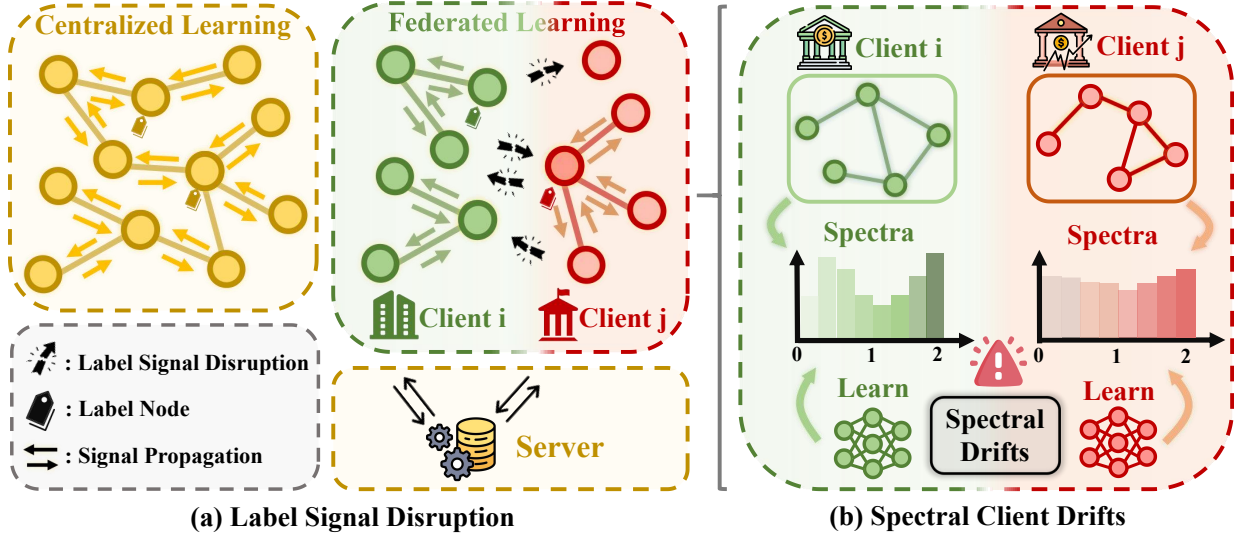 Centralized Learning
Federated Learning
Client i
Client j
: Label Signal Disruption
: Label Node
: Signal Propagation
Server
(a) Label Signal Disruption
Client i
Client j
Spectra
Spectra
0
1
2
0
1
2
Learn
Learn
Spectral
Drifts
(b) Spectral Client Drifts